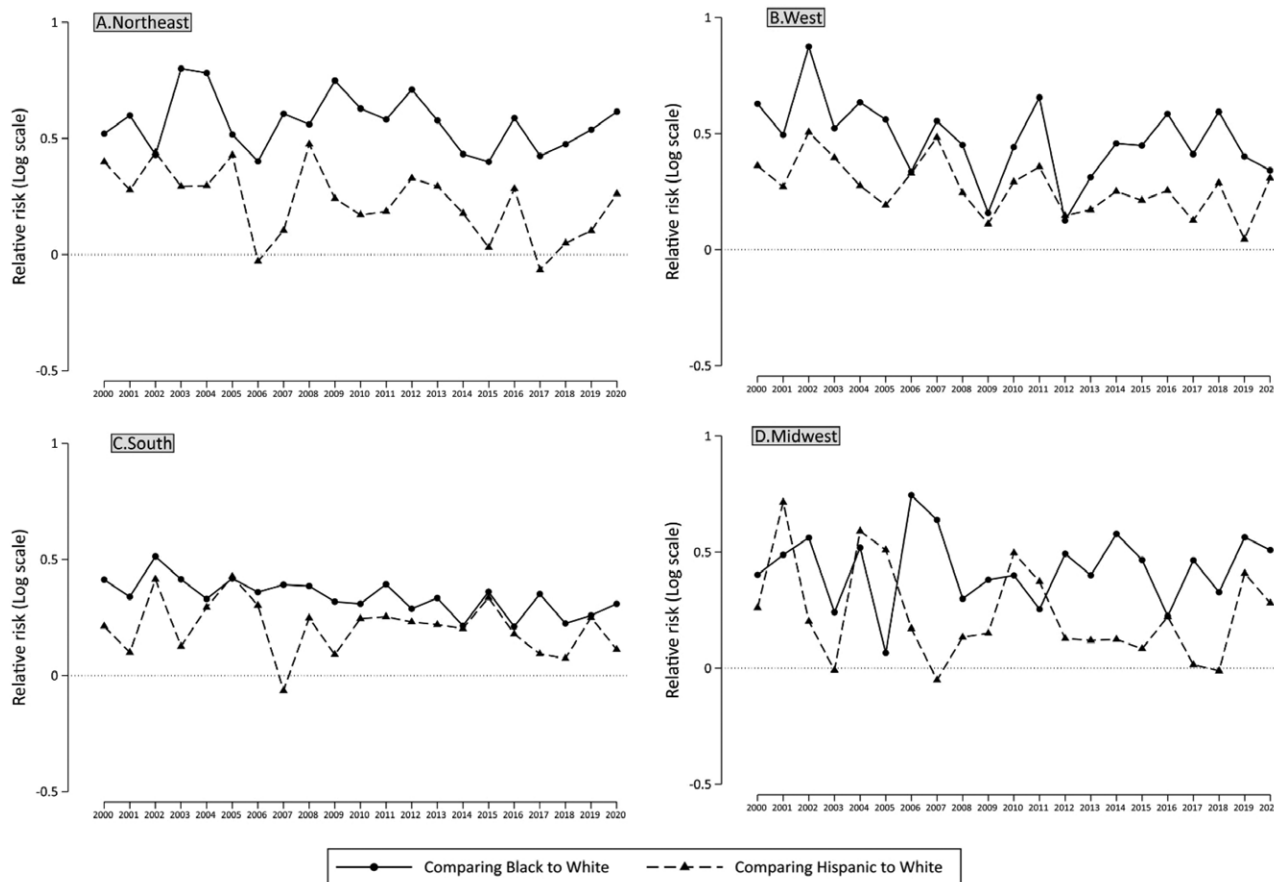 A.Northeast
1
0.5
0
-0.5
Relative risk (Log scale)
2000 2001 2002 2003 2004 2005 2006 2007 2008 2009 2010 2011 2012 2013 2014 2015 2016 2017 2018 2019 2020
B.West
1
0.5
0
-0.5
Relative risk (Log scale)
2000 2001 2002 2003 2004 2005 2006 2007 2008 2009 2010 2011 2012 2013 2014 2015 2016 2017 2018 2019 202
C.South
1
0.5
0
-0.5
Relative risk (Log scale)
2000 2001 2002 2003 2004 2005 2006 2007 2008 2009 2010 2011 2012 2013 2014 2015 2016 2017 2018 2019 2020
D.Midwest
1
0.5
0
-0.5
Relative risk (Log scale)
2000 2001 2002 2003 2004 2005 2006 2007 2008 2009 2010 2011 2012 2013 2014 2015 2016 2017 2018 2019 202
Comparing Black to White Comparing Hispanic to White